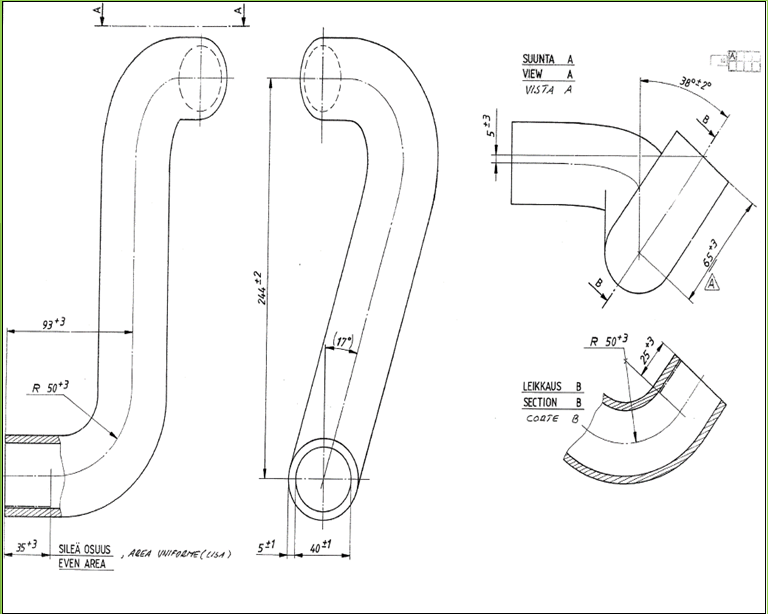 A A
SUUNTA A
VIEW A
VISTA A
A
38°±2°
B
5±3
65±3
A
B
244±2
93+3
(17°)
R 50+3
R 50+3
25±3
LEIKKAUS B
SECTION B
CORTE B
35+3
SILEÄ OSUUS
EVEN AREA
, AREA UNIFORME (LISA)
5±1
40±1